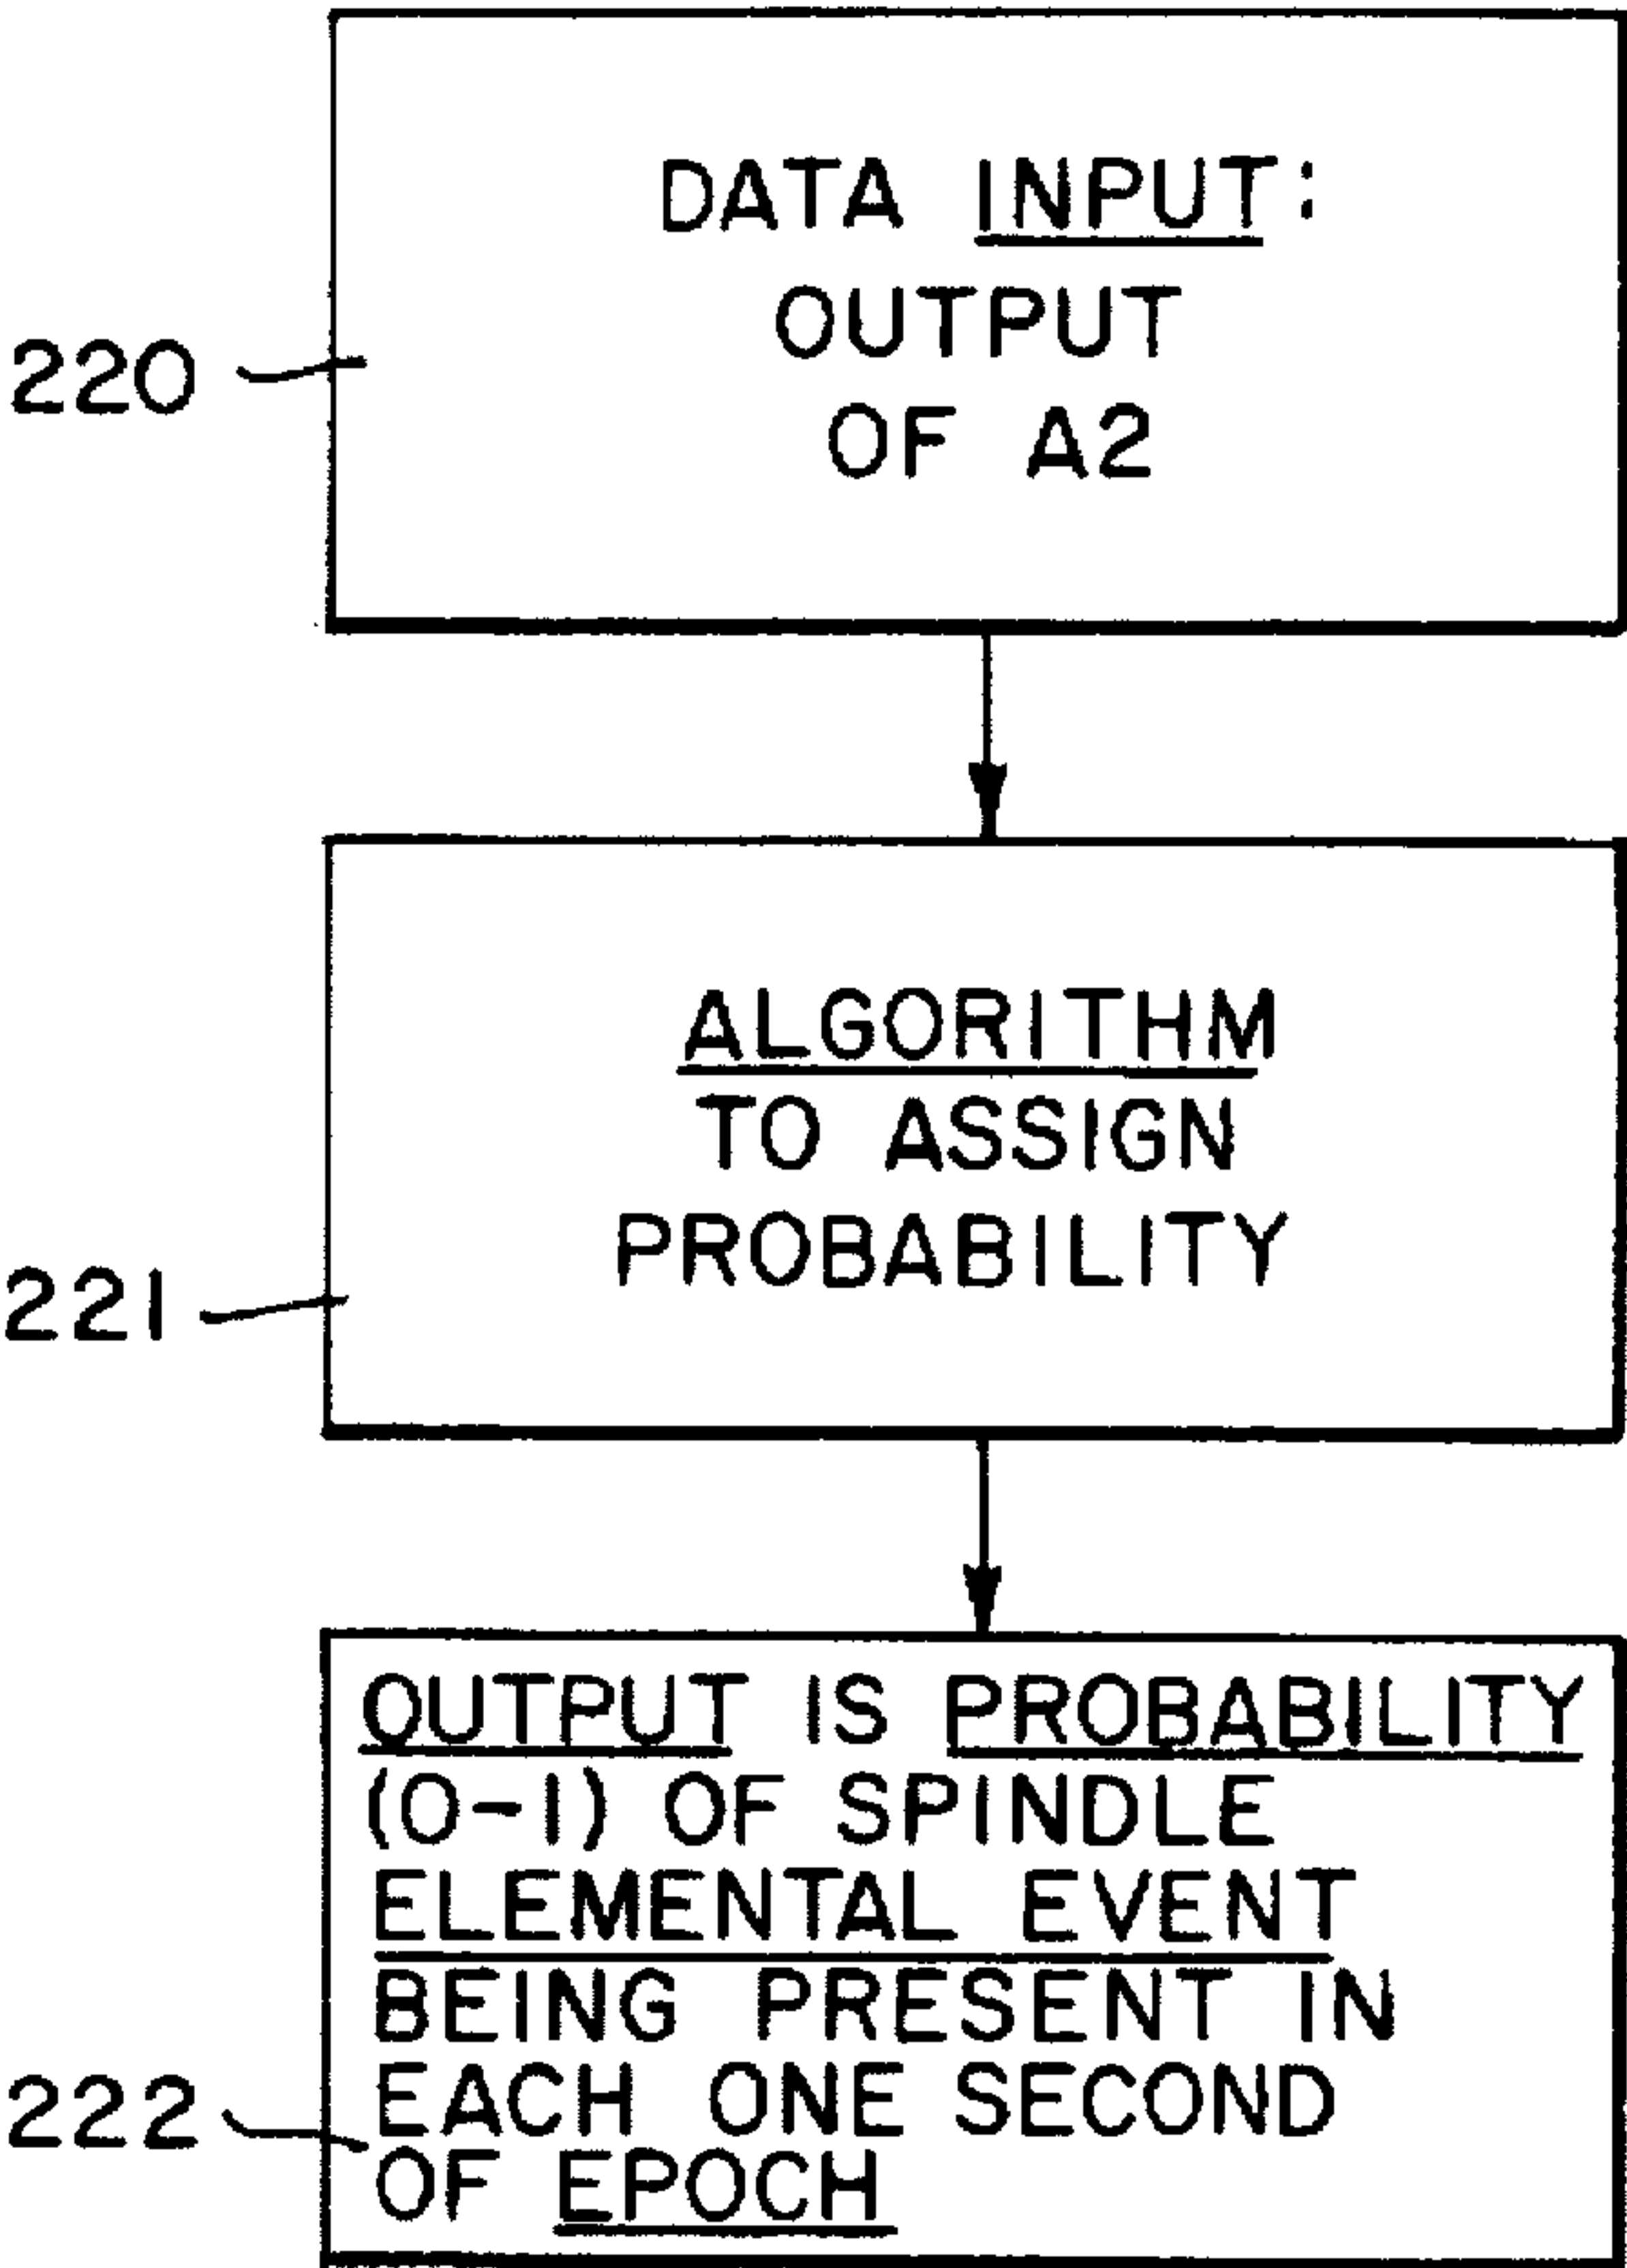 DATA INPUT:
OUTPUT
OF A2
220
ALGORITHM
TO ASSIGN
PROBABILITY
221
OUTPUT IS PROBABILITY
(0-1) OF SPINDLE
ELEMENTAL EVENT
BEING PRESENT IN
EACH ONE SECOND
OF EPOCH
222